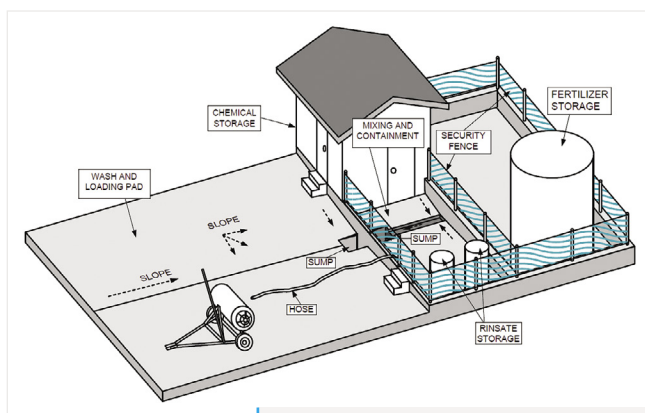 FERTILIZER
STORAGE
CHEMICAL
STORAGE
MIXING AND
CONTAINMENT
SECURITY
FENCE
WASH AND
LOADING PAD
SLOPE
SUMP
SUMP
SLOPE
HOSE
RINSATE
STORAGE